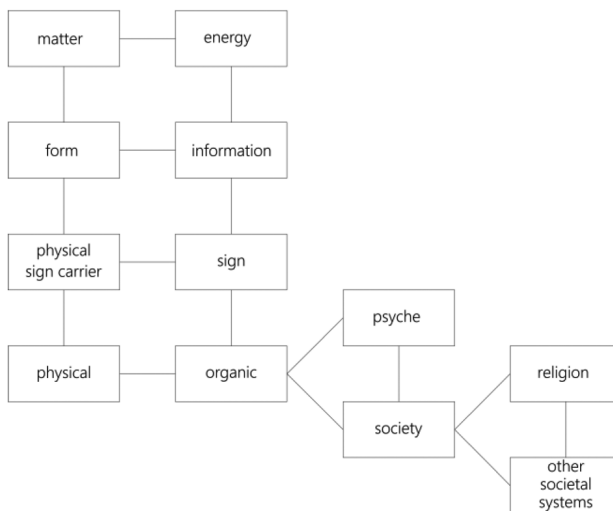 matter
energy
form
information
physical
sign carrier
sign
psyche
physical
organic
religion
society
other
societal
systems